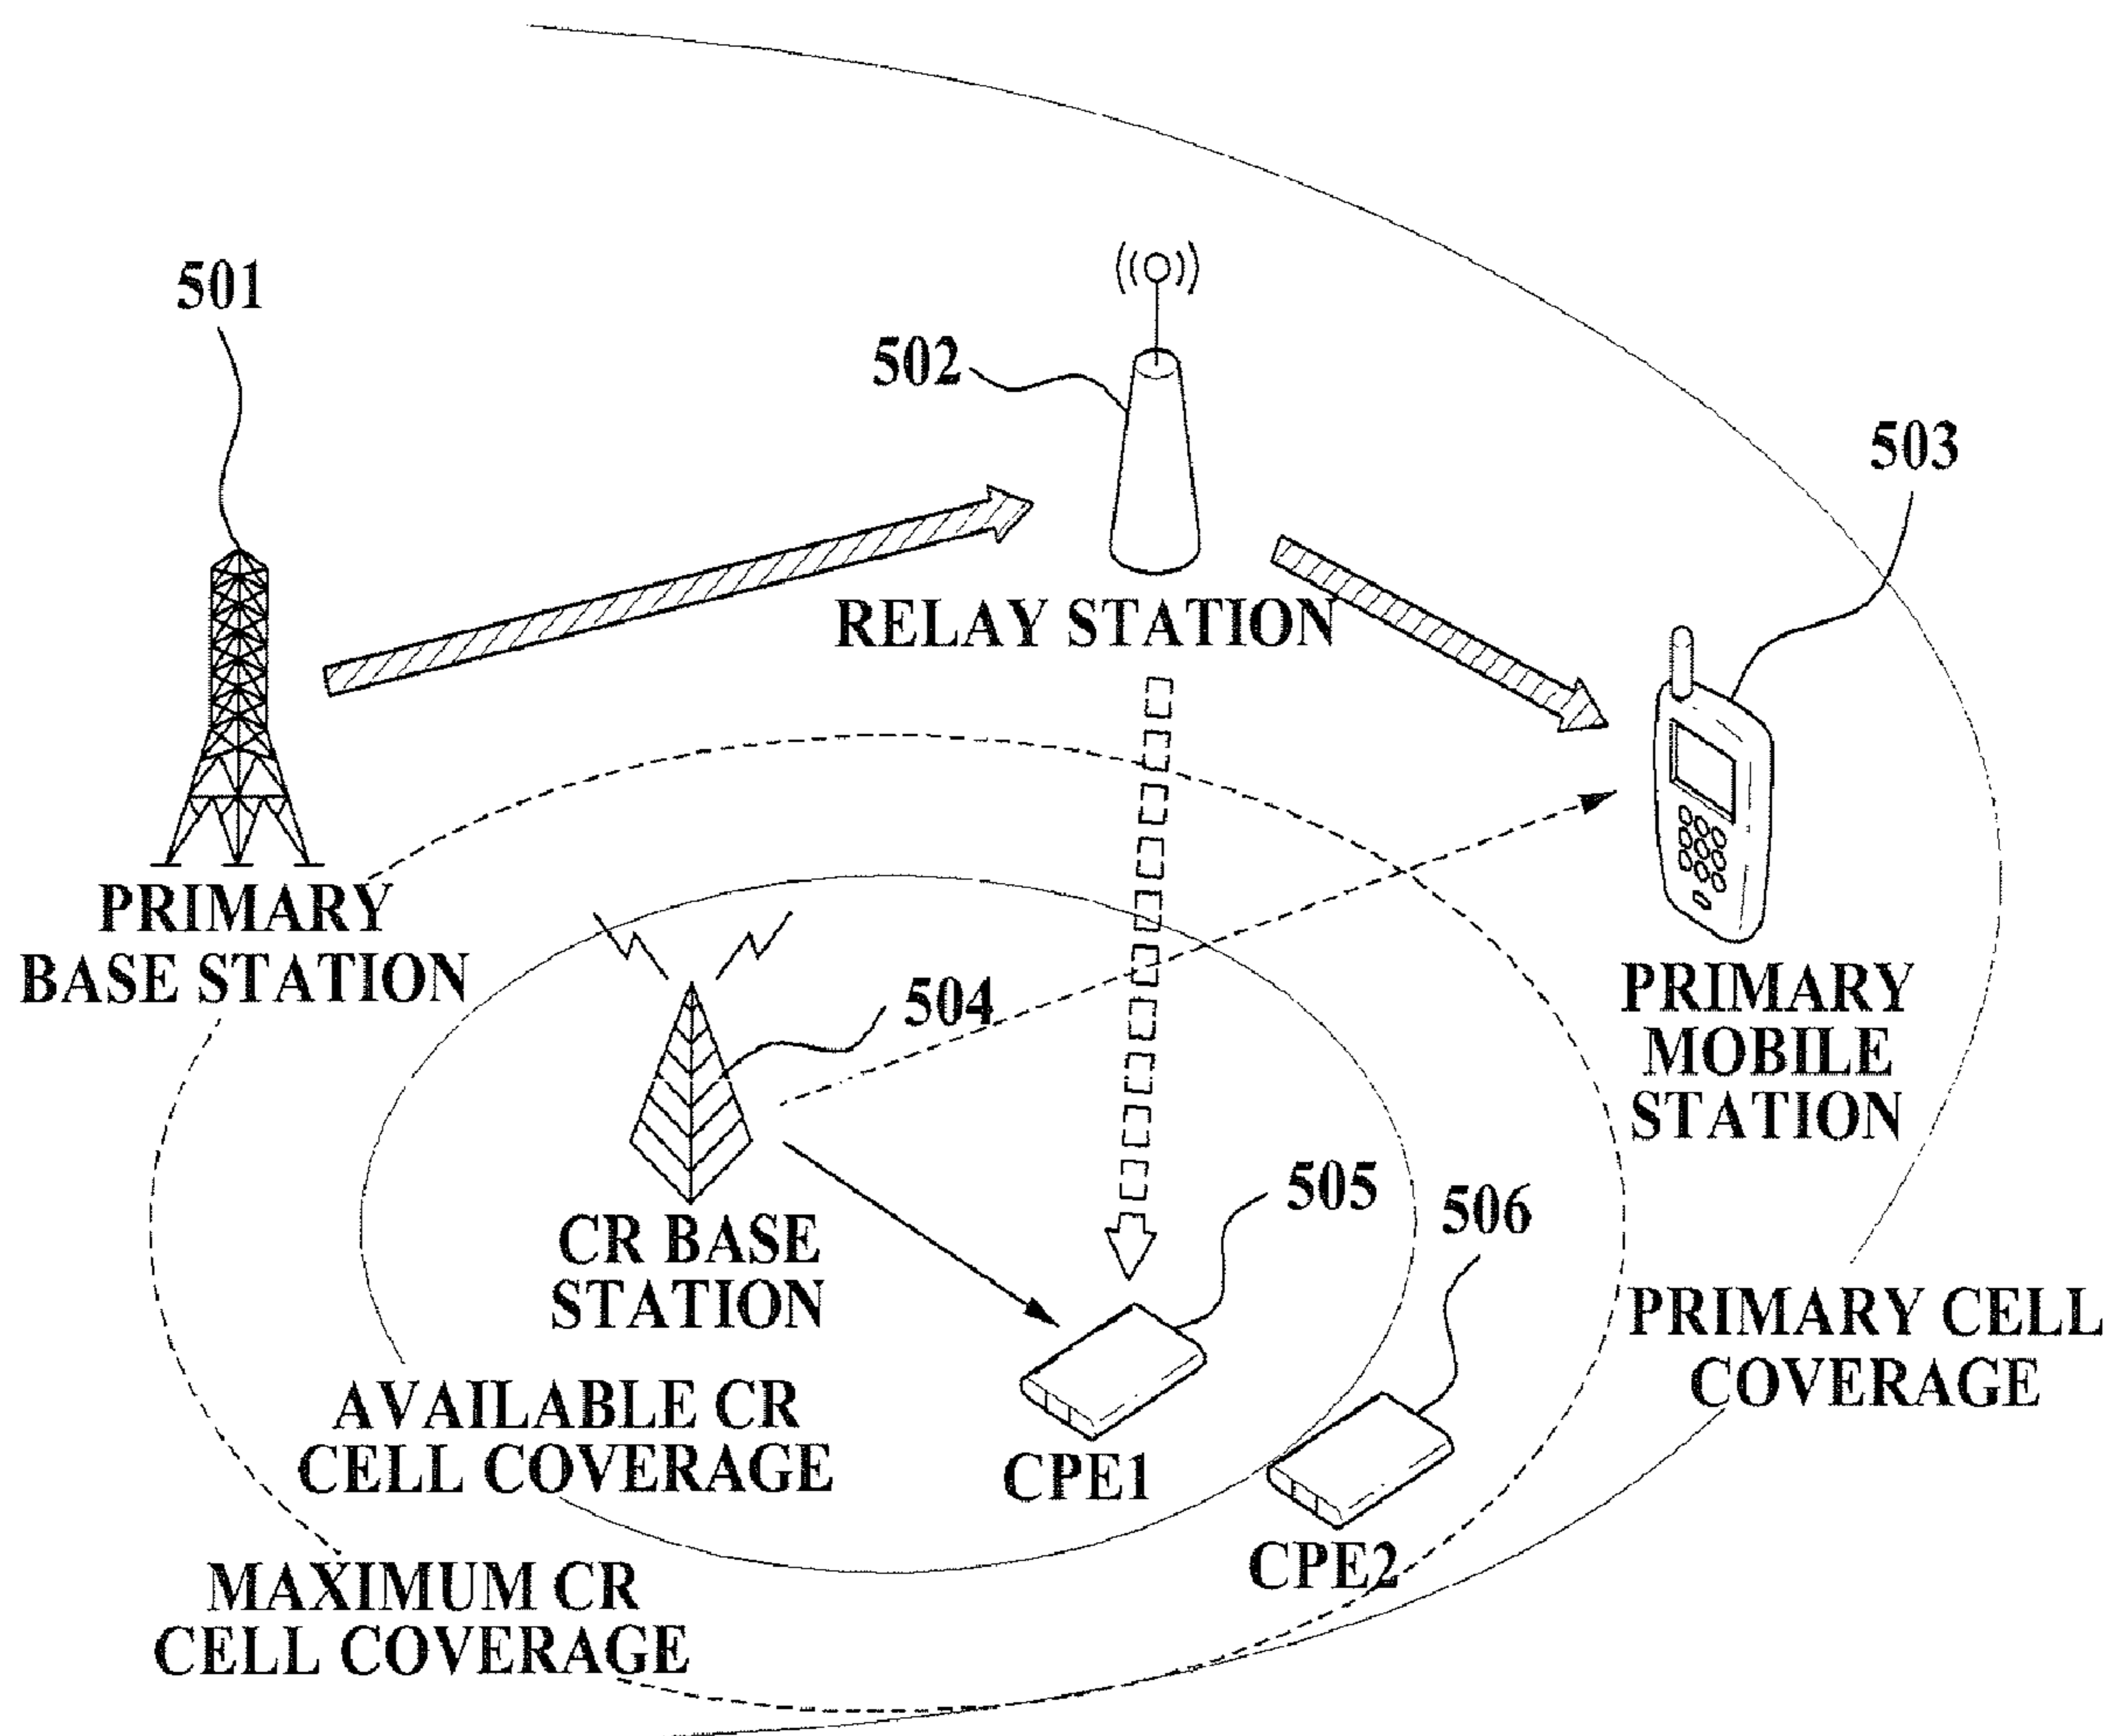 501
502
503
RELAY STATION
PRIMARY
BASE STATION
504
PRIMARY
MOBILE
STATION
505
506
CR BASE
STATION
PRIMARY CELL
COVERAGE
AVAILABLE CR
CELL COVERAGE
CPE1
CPE2
MAXIMUM CR
CELL COVERAGE